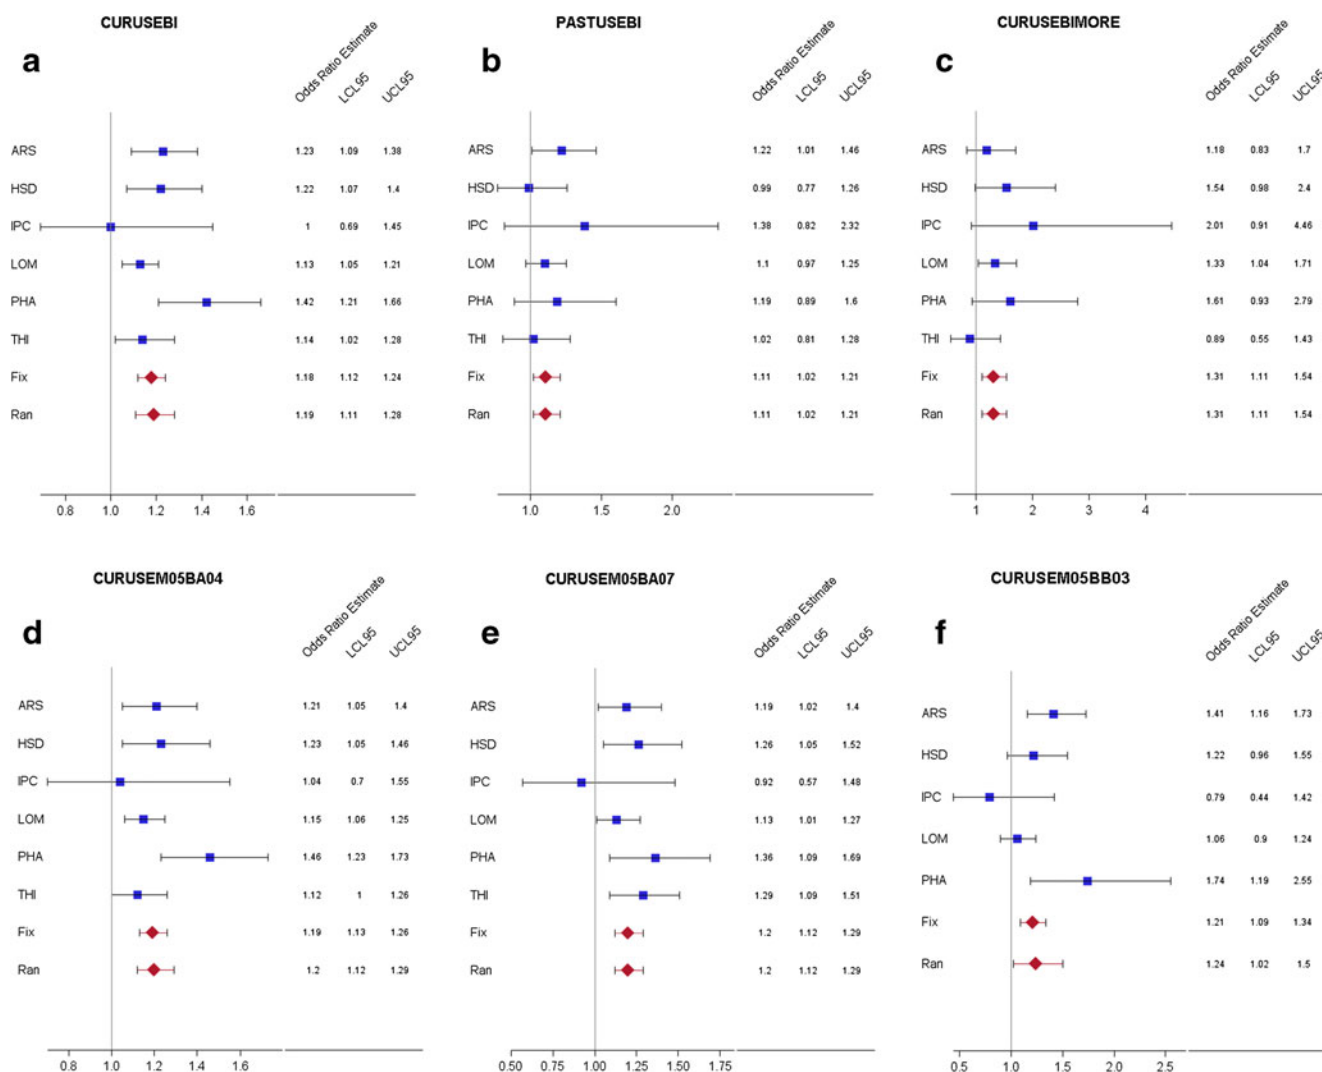 CURUSEBI
a
Odds Ratio Estimate LCL95 UCL95
ARS 1.23 1.09 1.38
HSD 1.22 1.07 1.4
IPC 1 0.69 1.45
LOM 1.13 1.05 1.21
PHA 1.42 1.21 1.66
THI 1.14 1.02 1.28
Fix 1.18 1.12 1.24
Ran 1.19 1.11 1.28
0.8 1.0 1.2 1.4 1.6
PASTUSEBI
b
Odds Ratio Estimate LCL95 UCL95
ARS 1.22 1.01 1.46
HSD 0.99 0.77 1.26
IPC 1.38 0.82 2.32
LOM 1.1 0.97 1.25
PHA 1.19 0.89 1.6
THI 1.02 0.81 1.28
Fix 1.11 1.02 1.21
Ran 1.11 1.02 1.21
1.0 1.5 2.0
CURUSEBIMORE
c
Odds Ratio Estimate LCL95 UCL95
ARS 1.18 0.83 1.7
HSD 1.54 0.98 2.4
IPC 2.01 0.91 4.46
LOM 1.33 1.04 1.71
PHA 1.61 0.93 2.79
THI 0.89 0.55 1.43
Fix 1.31 1.11 1.54
Ran 1.31 1.11 1.54
1 2 3 4
CURUSEM05BA04
d
Odds Ratio Estimate LCL95 UCL95
ARS 1.21 1.05 1.4
HSD 1.23 1.05 1.46
IPC 1.04 0.7 1.55
LOM 1.15 1.06 1.25
PHA 1.46 1.23 1.73
THI 1.12 1 1.26
Fix 1.19 1.13 1.26
Ran 1.2 1.12 1.29
0.8 1.0 1.2 1.4 1.6
CURUSEM05BA07
e
Odds Ratio Estimate LCL95 UCL95
ARS 1.19 1.02 1.4
HSD 1.26 1.05 1.52
IPC 0.92 0.57 1.48
LOM 1.13 1.01 1.27
PHA 1.36 1.09 1.69
THI 1.29 1.09 1.51
Fix 1.2 1.12 1.29
Ran 1.2 1.12 1.29
0.50 0.75 1.00 1.25 1.50 1.75
CURUSEM05BB03
f
Odds Ratio Estimate LCL95 UCL95
ARS 1.41 1.16 1.73
HSD 1.22 0.96 1.55
IPC 0.79 0.44 1.42
LOM 1.06 0.9 1.24
PHA 1.74 1.19 2.55
Fix 1.21 1.09 1.34
Ran 1.24 1.02 1.5
0.5 1.0 1.5 2.0 2.5